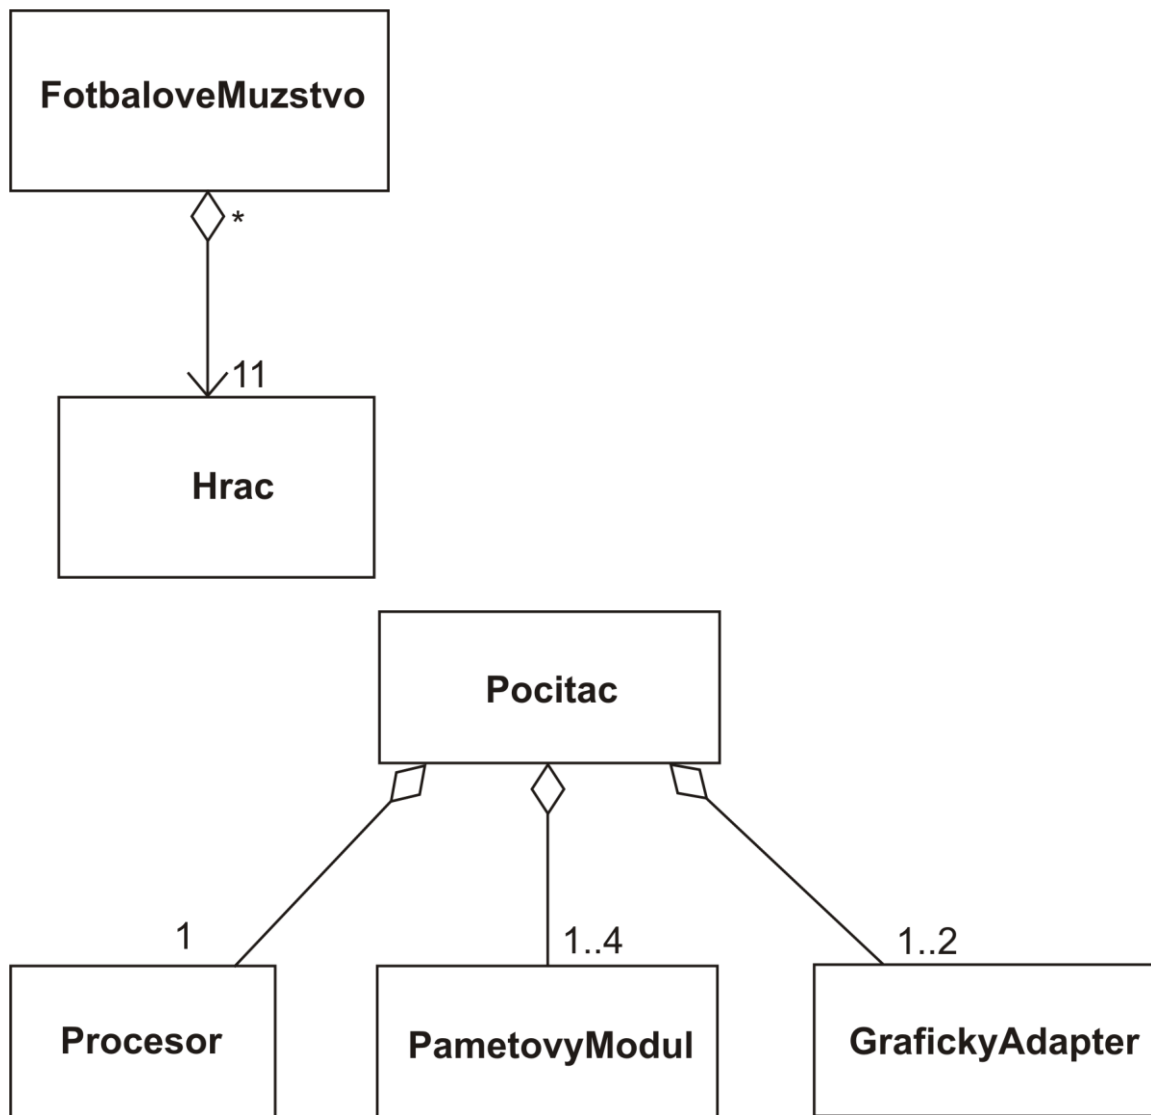 FotbaloveMuzstvo
*
11
Hrac
Pocitac
1
1..4
1..2
Procesor
PametovyModul
GrafickyAdapter